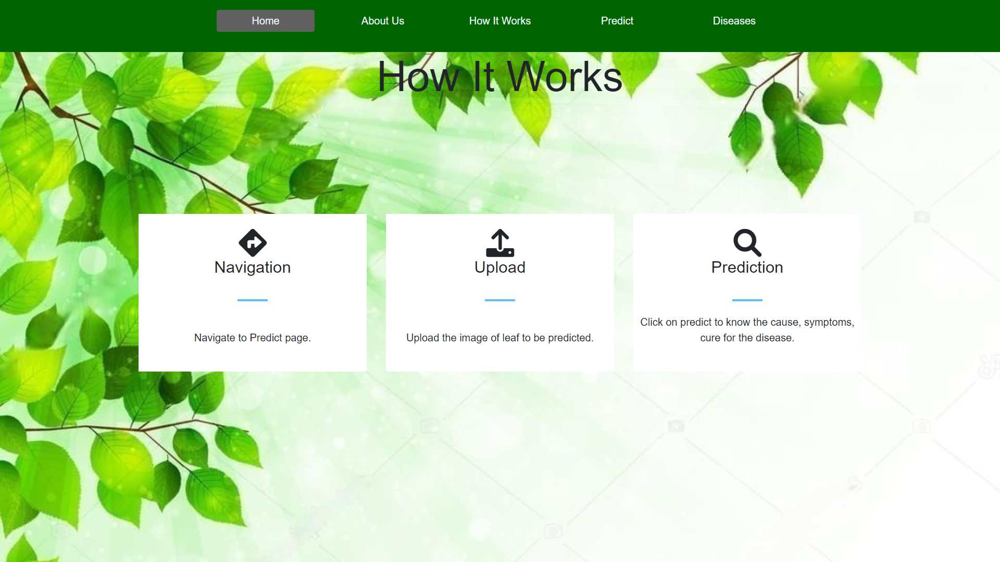 Home
About Us
How It Works
Predict
Diseases
How It Works
Navigation
Navigate to Predict page.
Upload
Upload the image of leaf to be predicted.
Prediction
Click on predict to know the cause, symptoms,
cure for the disease.